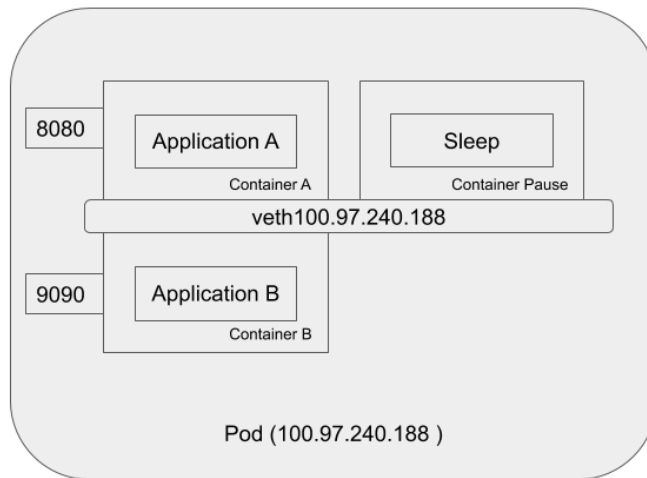 8080
Application A
Container A
Sleep
Container Pause
veth100.97.240.188
9090
Application B
Container B
Pod (100.97.240.188 )